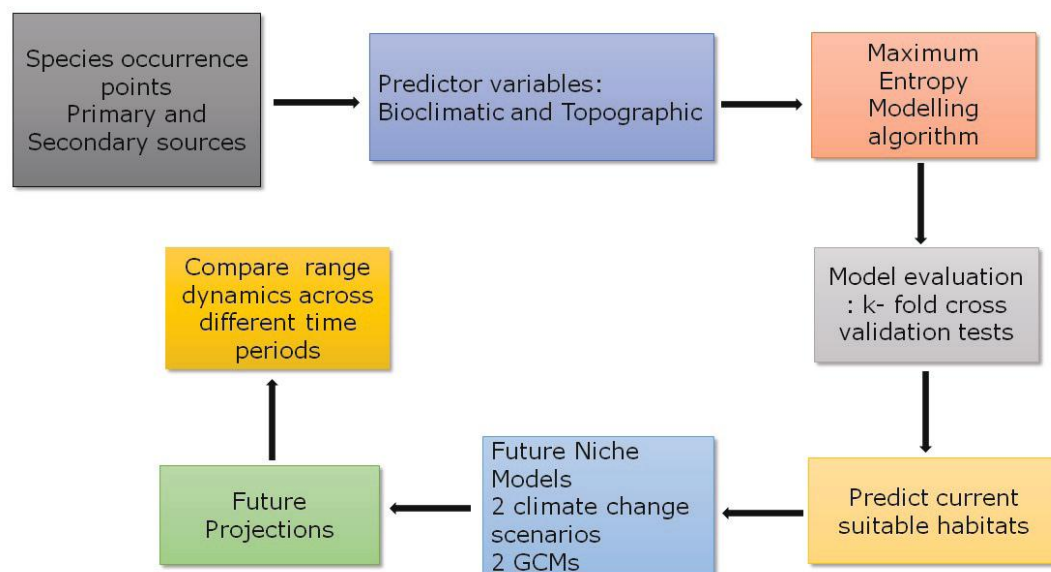 Species occurrence
points
Primary and
Secondary sources
Predictor variables:
Bioclimatic and Topographic
Maximum
Entropy
Modelling
algorithm
Model evaluation
: k- fold cross
validation tests
Predict current
suitable habitats
Future Niche
Models
2 climate change
scenarios
2 GCMs
Future
Projections
Compare range
dynamics across
different time
periods